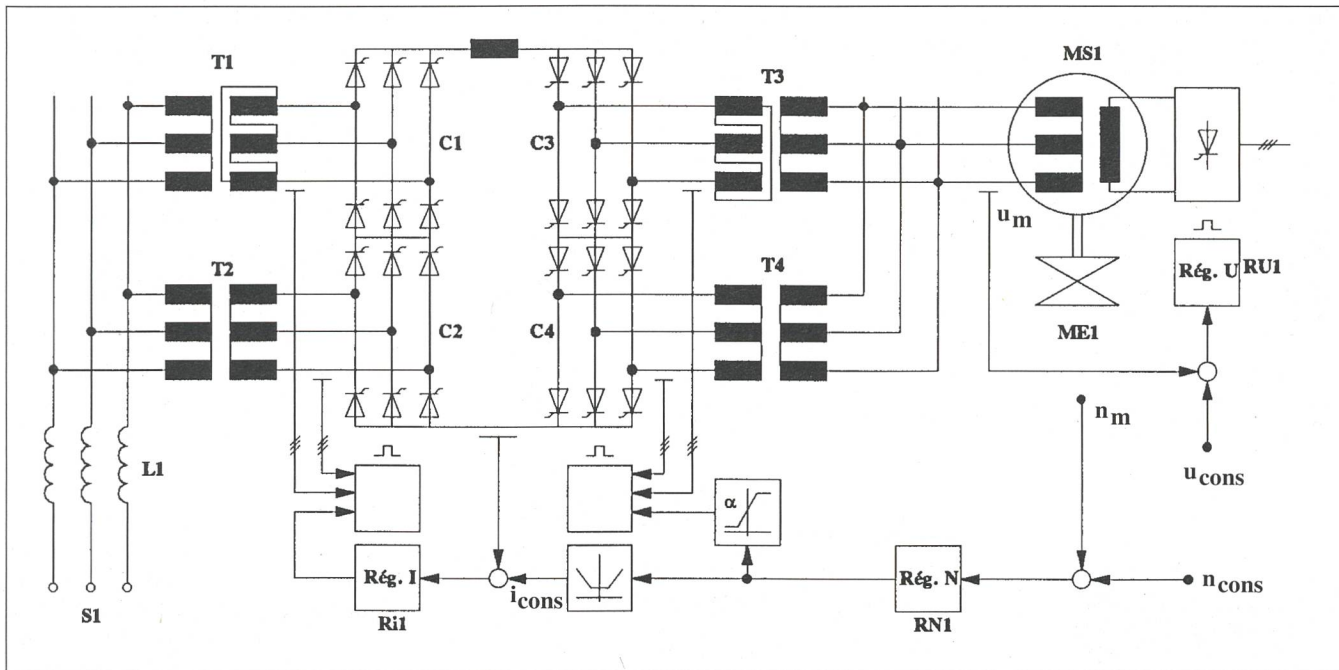 T1
T3
MS1
C1
C3
u_m
T2
T4
Rég. U
RU1
C2
C4
ME1
n_m
L1
u_cons
α
Rég. I
i_cons
Rég. N
n_cons
S1
Ri1
RN1